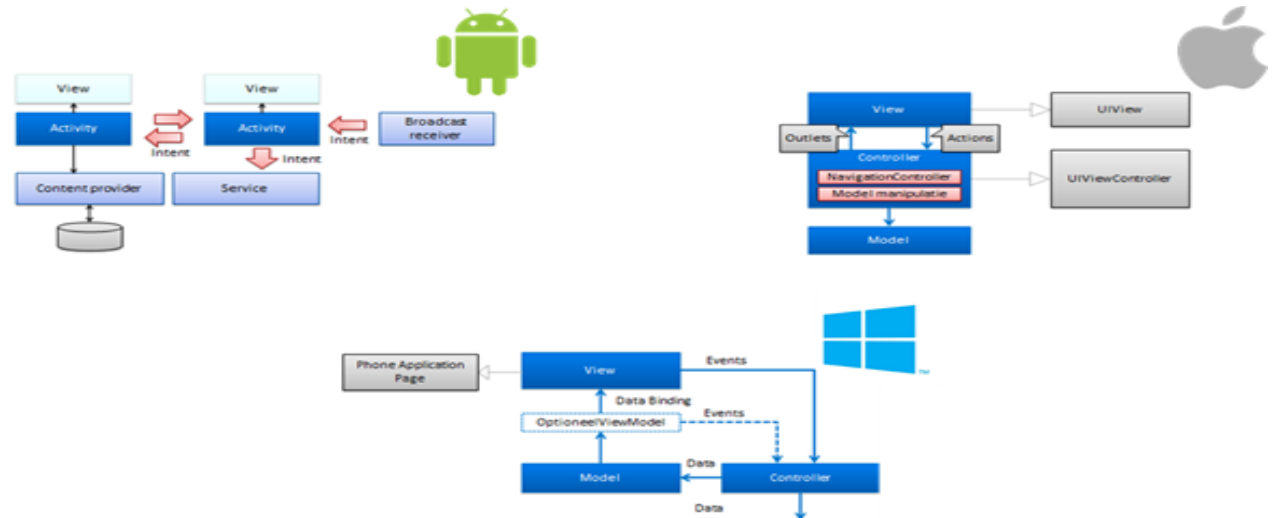 View
View
Activity
Activity
Intent
Intent
Broadcast
receiver
Intent
Content provider
Service
View
UIView
Outlets
Actions
Controller
NavigationController
Model manipulatie
UIViewController
Model
Phone Application
Page
View
Events
Data Binding
OptioneelViewModel
Events
Model
Data
Controller
Data
TM